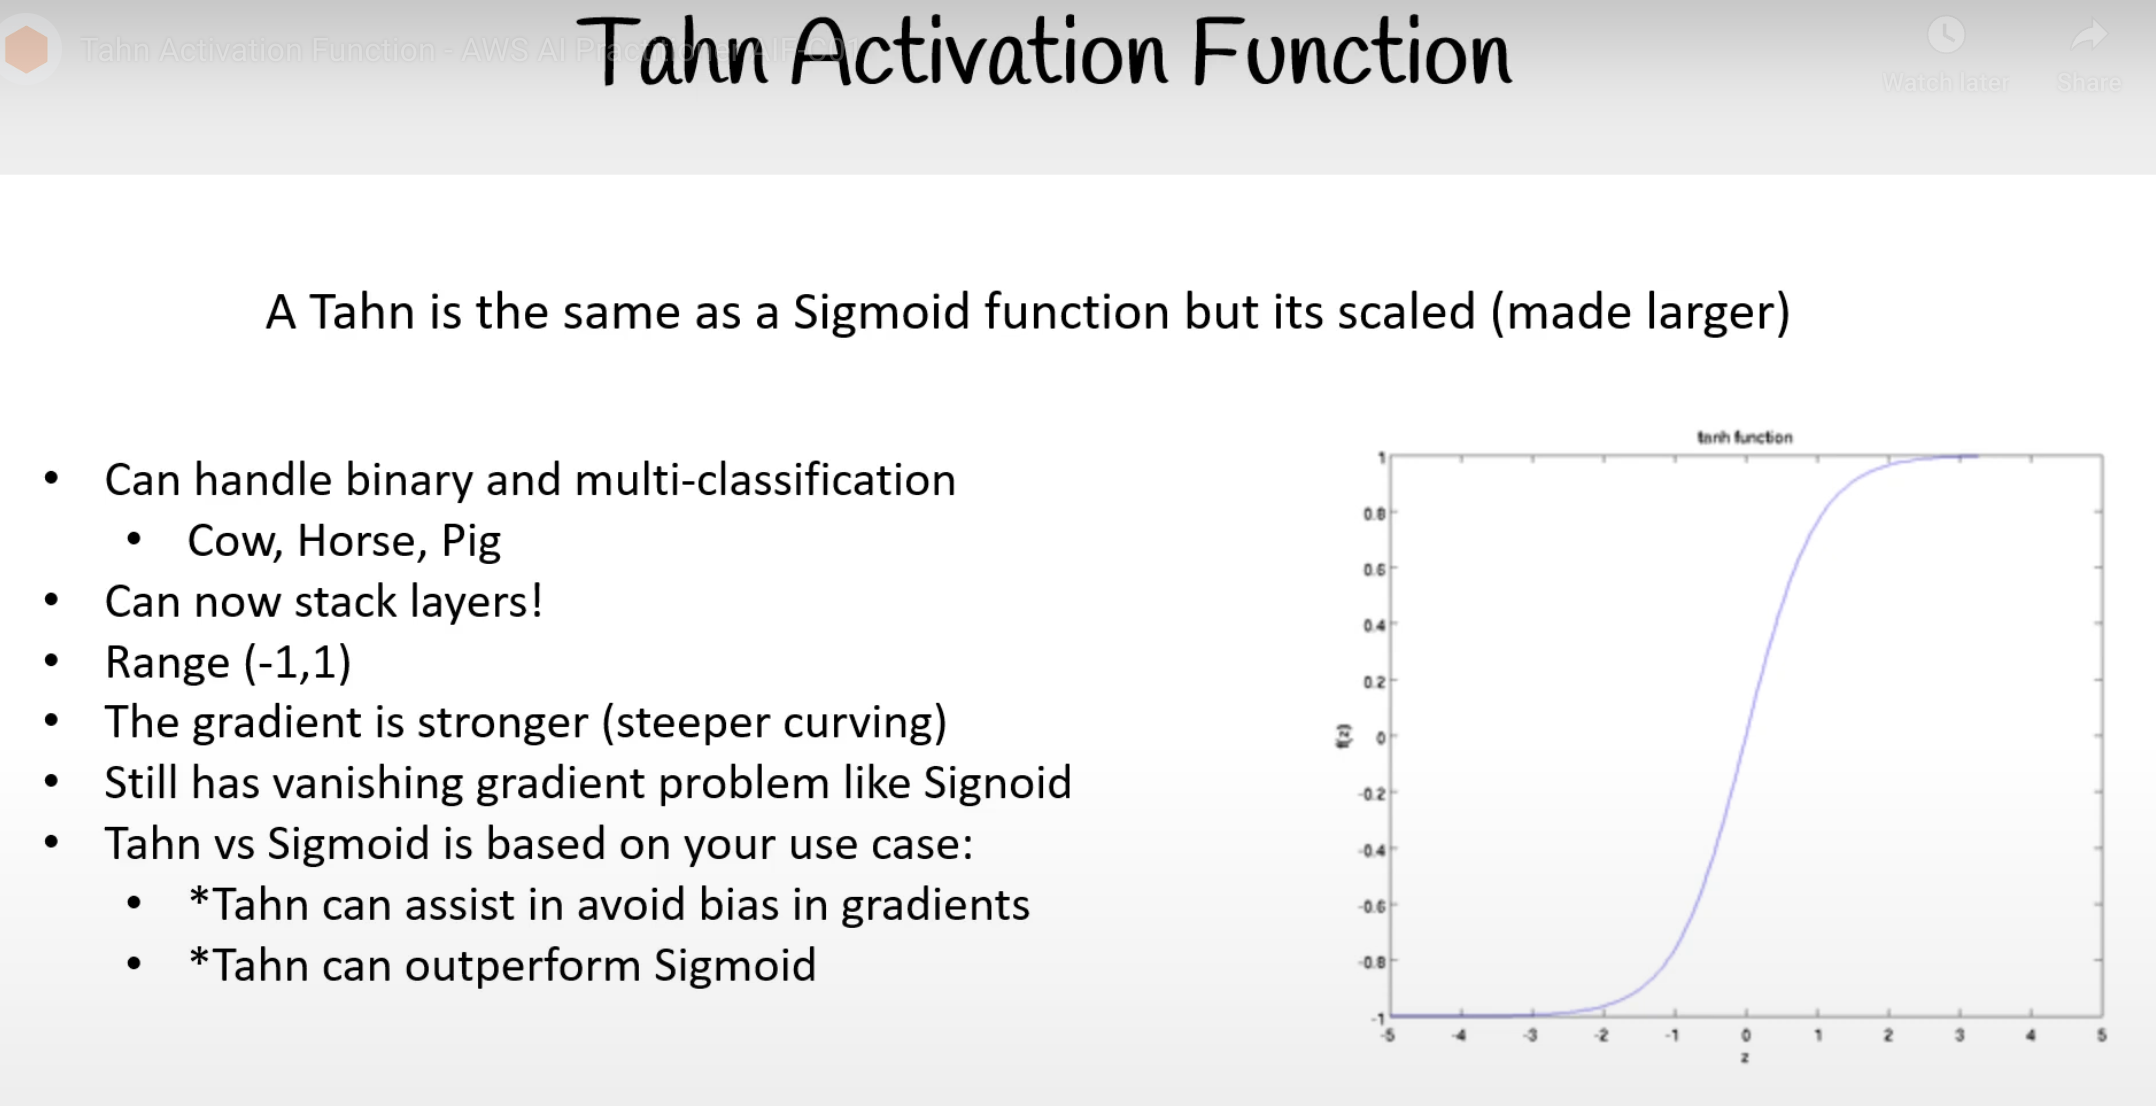 Tahn Activation Function
Tahn Activation Function - AWS AI Practitioner AIF-C01
Watch later
Share
A Tahn is the same as a Sigmoid function but its scaled (made larger)
• Can handle binary and multi-classification
• Cow, Horse, Pig
• Can now stack layers!
• Range (-1,1)
• The gradient is stronger (steeper curving)
• Still has vanishing gradient problem like Signoid
• Tahn vs Sigmoid is based on your use case:
• *Tahn can assist in avoid bias in gradients
• *Tahn can outperform Sigmoid
tanh function
1
0.8
0.6
0.4
0.2
0
-0.2
-0.4
-0.6
-0.8
-1
f(z)
-5 -4 -3 -2 -1 0 1 2 3 4 5
z